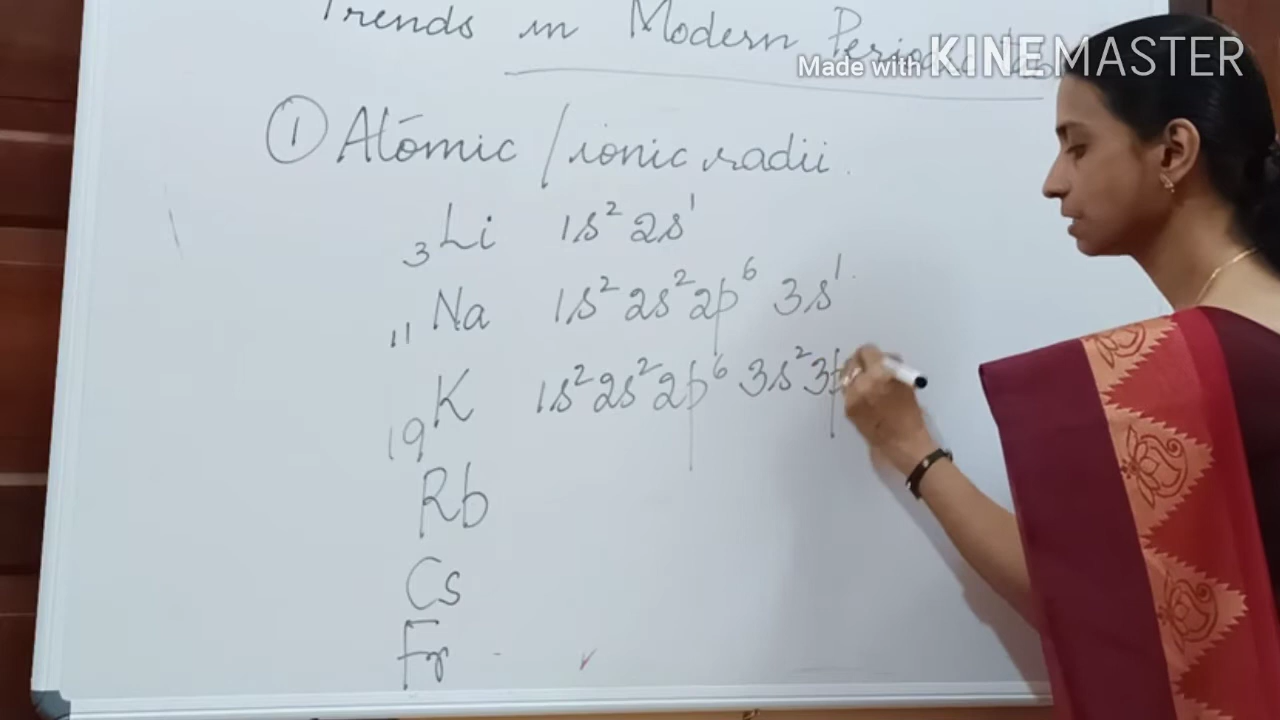 Trends in Modern Periodic
Made with KINEMASTER
① Atomic / ionic radii.
₃Li 1s² 2s¹
₁₁Na 1s² 2s² 2p⁶ 3s¹
₁₉K 1s² 2s² 2p⁶ 3s² 3p
Rb
Cs
Fr